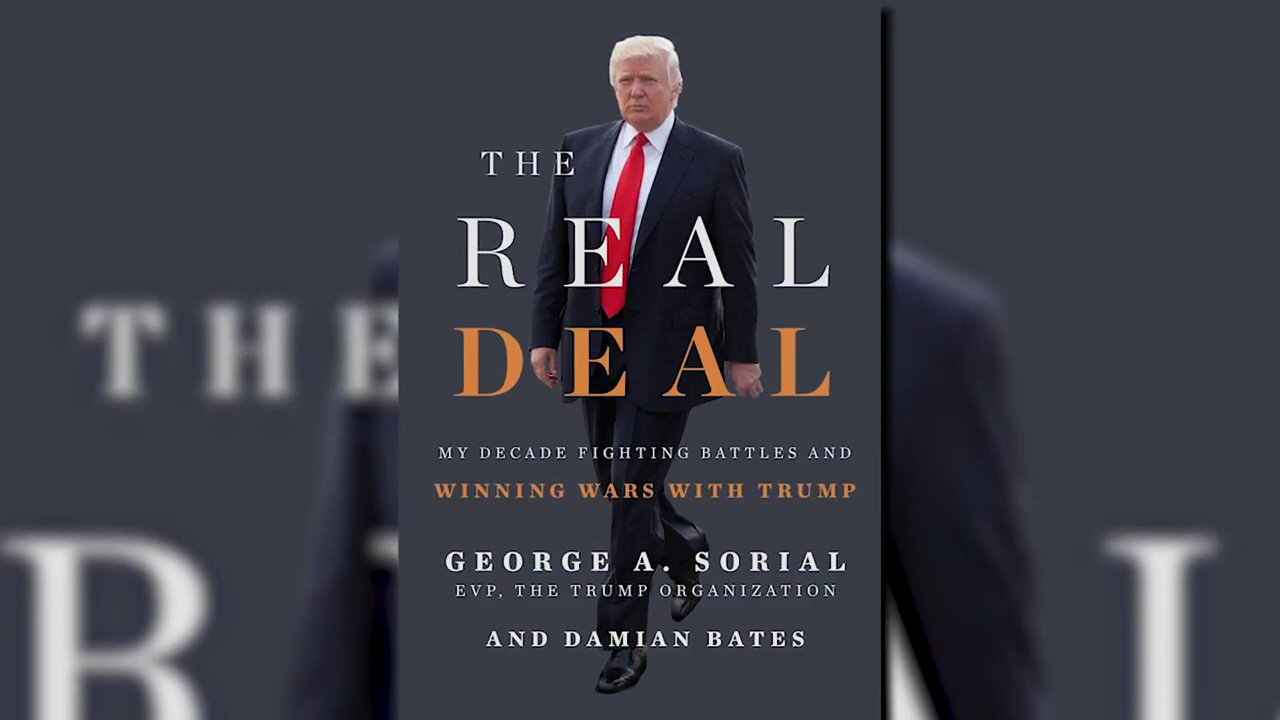 THE
REAL
DEAL
MY DECADE FIGHTING BATTLES AND
WINNING WARS WITH TRUMP
GEORGE A. SORIAL
EVP, THE TRUMP ORGANIZATION
AND DAMIAN BATES